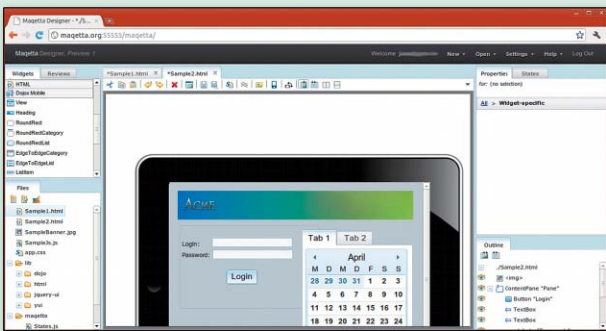 Maqetta Designer - */S...
maqetta.org:55555/maqetta/
Maqetta Designer, Preview
Welcome
New
Open
Settings
Help
Log Out
Widgets
Reviews
*Sample1.html
*Sample2.html
Properties
States
HTML
Dojox Mobile
View
Heading
RoundRect
RoundRectCategory
RoundRectList
EdgeToEdgeCategory
EdgeToEdgeList
ListItem
for: (no selection)
All > Widget-specific
Files
Sample1.html
Sample2.html
SampleBanner.jpg
SampleJs.js
app.css
lib
dojo
html
jquery-ui
yui
maqetta
States.js
ACME
Login:
Password:
Login
Tab 1
Tab 2
April
M D M D F S S
28 29 30 31 1 2 3
4 5 6 7 8 9 10
11 12 13 14 15 16 17
18 19 20 21 22 23 24
Outline
./Sample2.html
<img>
ContentPane "Pane"
Button "Login"
TextBox
TextBox